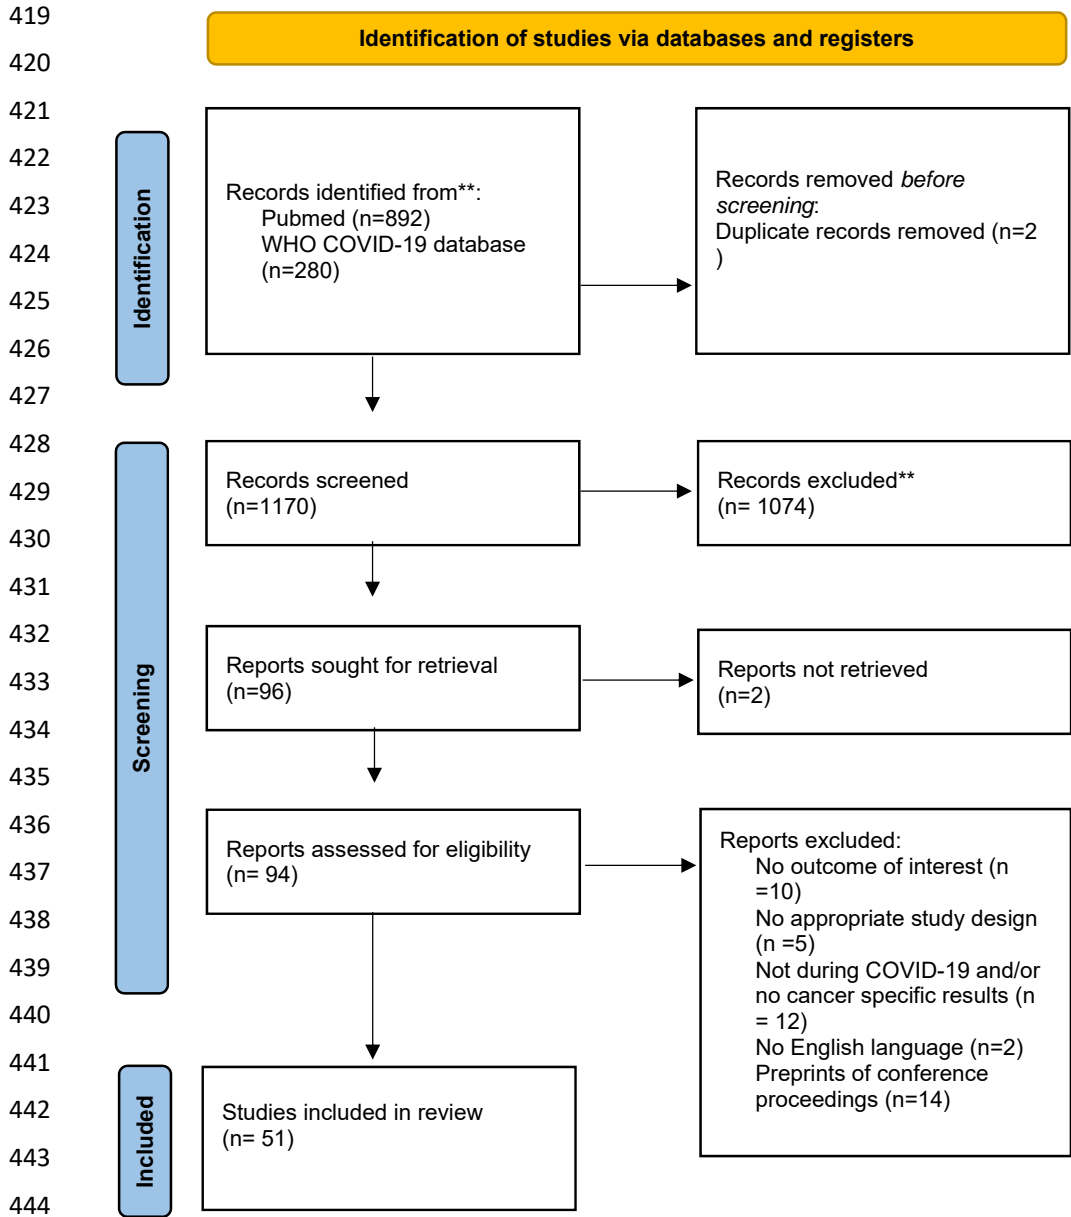 419
Identification of studies via databases and registers
420
421
422
423
424
425
426
Identification
Records identified from**:
Pubmed (n=892)
WHO COVID-19 database
(n=280)
Records removed before
screening:
Duplicate records removed (n=2
)
427
428
429
430
431
432
433
434
435
436
437
438
439
440
Screening
Records screened
(n=1170)
Records excluded**
(n= 1074)
Reports sought for retrieval
(n=96)
Reports not retrieved
(n=2)
Reports assessed for eligibility
(n= 94)
Reports excluded:
No outcome of interest (n
=10)
No appropriate study design
(n =5)
Not during COVID-19 and/or
no cancer specific results (n
= 12)
No English language (n=2)
Preprints of conference
proceedings (n=14)
441
442
443
444
Included
Studies included in review
(n= 51)